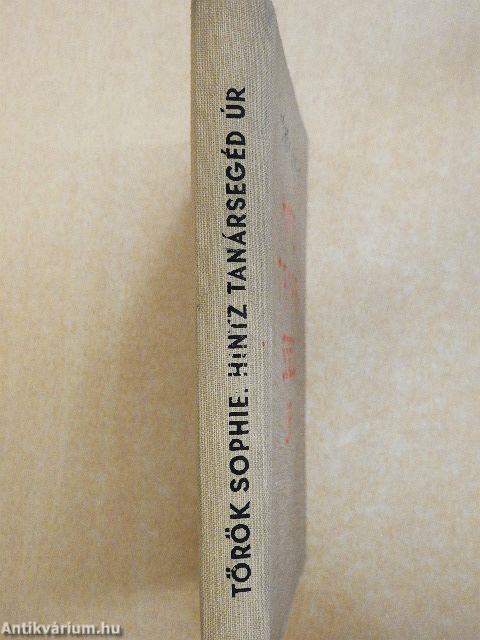 TÖRÖK SOPHIE. HINTZ TANÁRSEGÉD ÚR
Antikvárium.hu